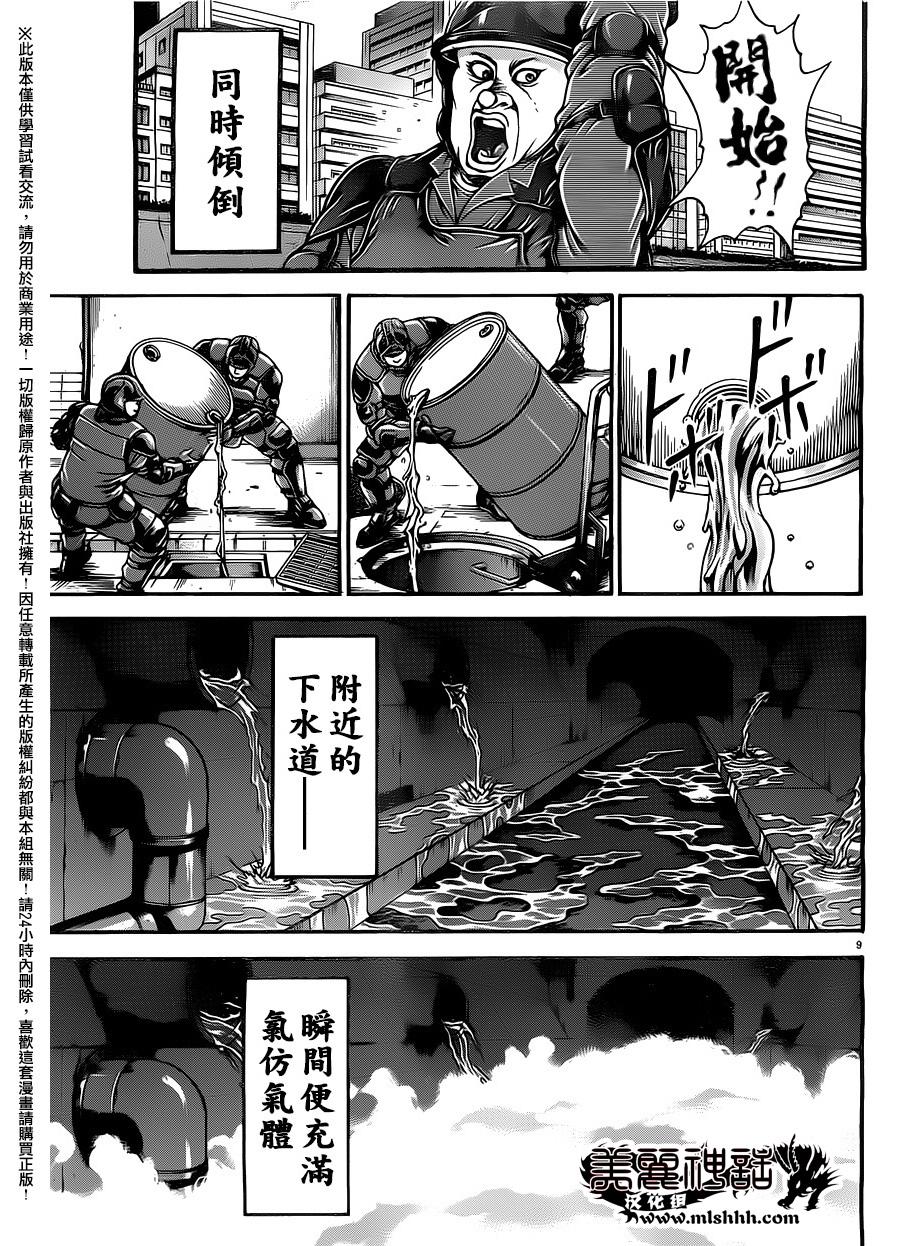 開始!!
同時傾倒
ドドボボ
附近的
下水道——
瞬間便充滿
氯仿氣體
9
美麗神話
汉化组
www.mlshhh.com
※此版本僅供學習試看交流，請勿用於商業用途！一切版權歸原作者與出版社擁有！因任意轉載所產生的版權糾紛都與本組無關！請24小時內刪除，喜歡這套漫畫請購買正版！